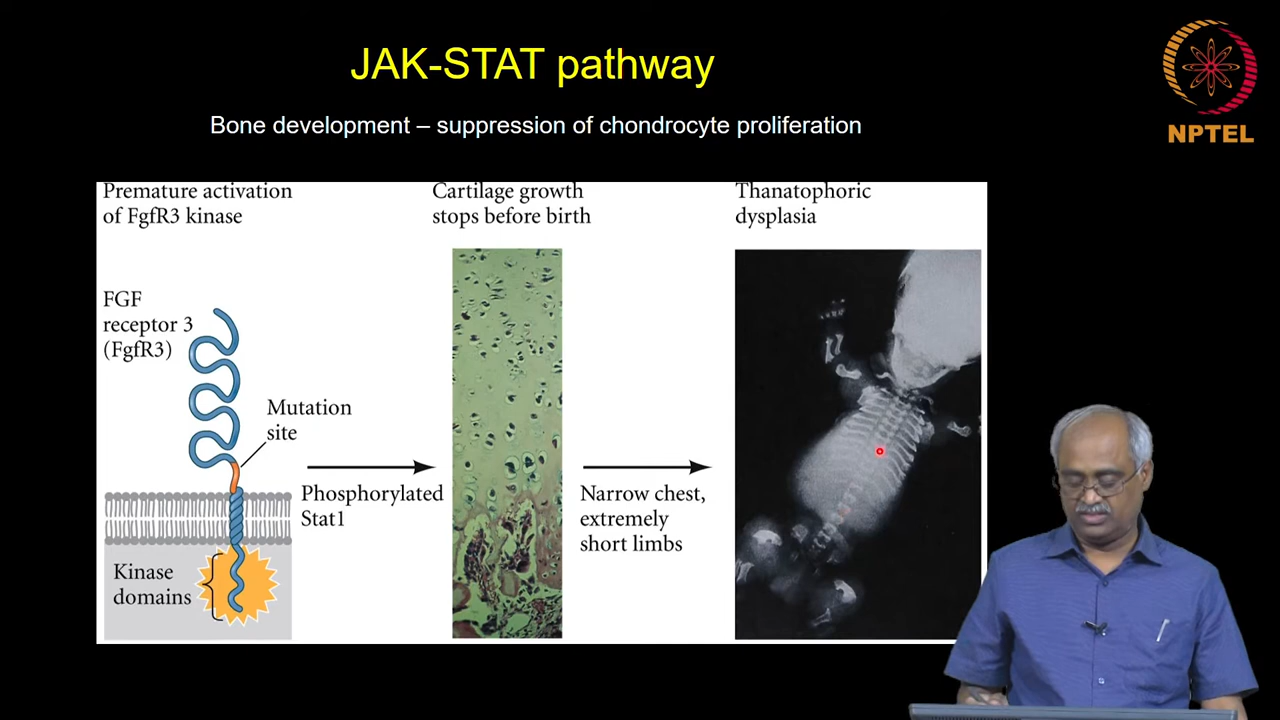 JAK-STAT pathway
Bone development – suppression of chondrocyte proliferation
NPTEL
Premature activation
of FgfR3 kinase
Cartilage growth
stops before birth
Thanatophoric
dysplasia
FGF
receptor 3
(FgfR3)
Mutation
site
Phosphorylated
Stat1
Narrow chest,
extremely
short limbs
Kinase
domains